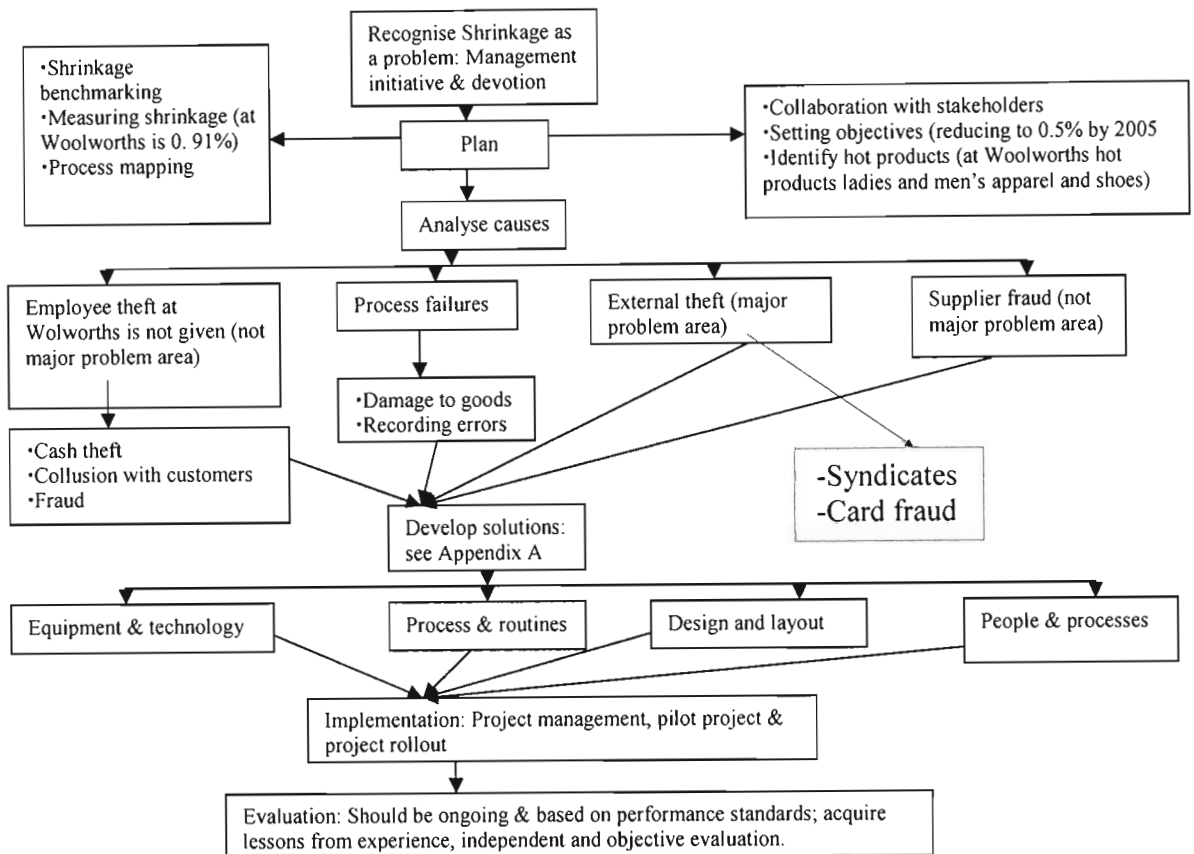 Recognise Shrinkage as
a problem: Management
initiative & devotion
•Shrinkage
benchmarking
•Measuring shrinkage (at
Woolworths is 0. 91%)
•Process mapping
Plan
•Collaboration with stakeholders
•Setting objectives (reducing to 0.5% by 2005
•Identify hot products (at Woolworths hot
products ladies and men's apparel and shoes)
Analyse causes
Employee theft at
Wolworths is not given (not
major problem area)
Process failures
External theft (major
problem area)
Supplier fraud (not
major problem area)
•Cash theft
•Collusion with customers
•Fraud
•Damage to goods
•Recording errors
-Syndicates
-Card fraud
Develop solutions:
see Appendix A
Equipment & technology
Process & routines
Design and layout
People & processes
Implementation: Project management, pilot project &
project rollout
Evaluation: Should be ongoing & based on performance standards; acquire
lessons from experience, independent and objective evaluation.